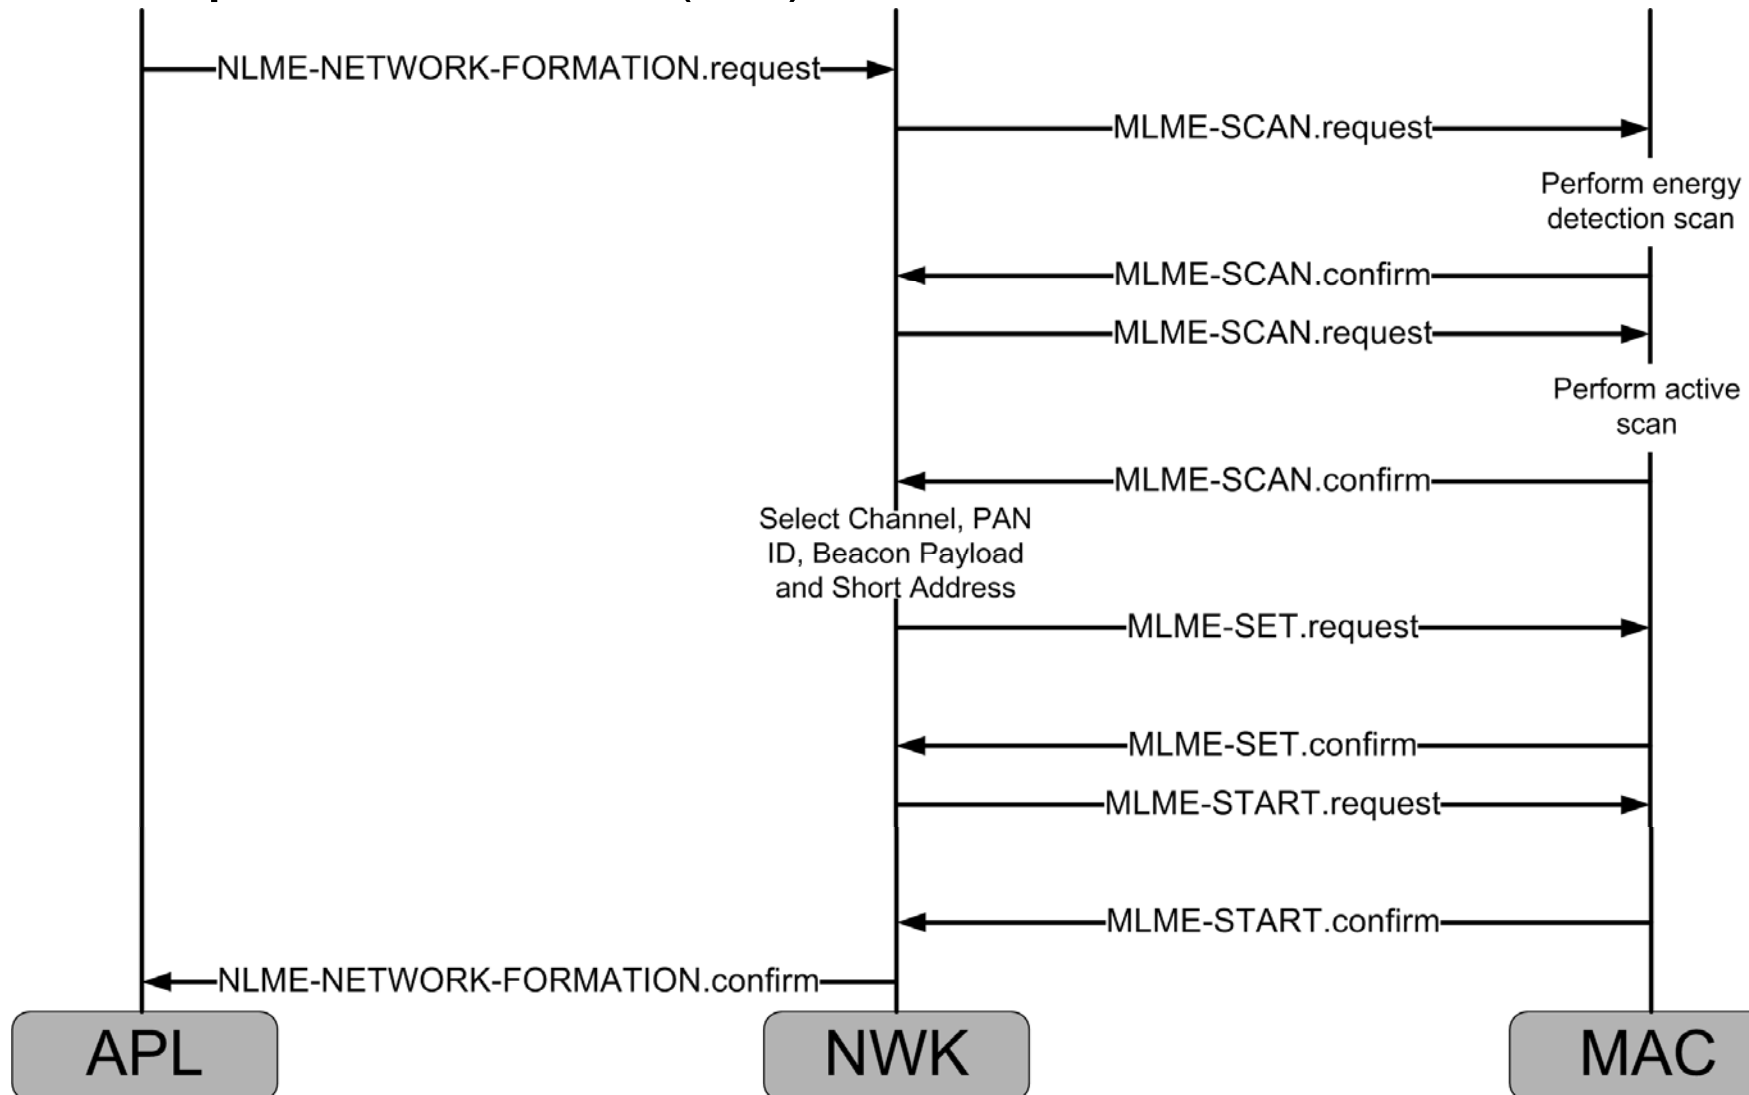 NLME-NETWORK-FORMATION.request
MLME-SCAN.request
Perform energy
detection scan
MLME-SCAN.confirm
MLME-SCAN.request
Perform active
scan
MLME-SCAN.confirm
Select Channel, PAN
ID, Beacon Payload
and Short Address
MLME-SET.request
MLME-SET.confirm
MLME-START.request
MLME-START.confirm
NLME-NETWORK-FORMATION.confirm
APL
NWK
MAC